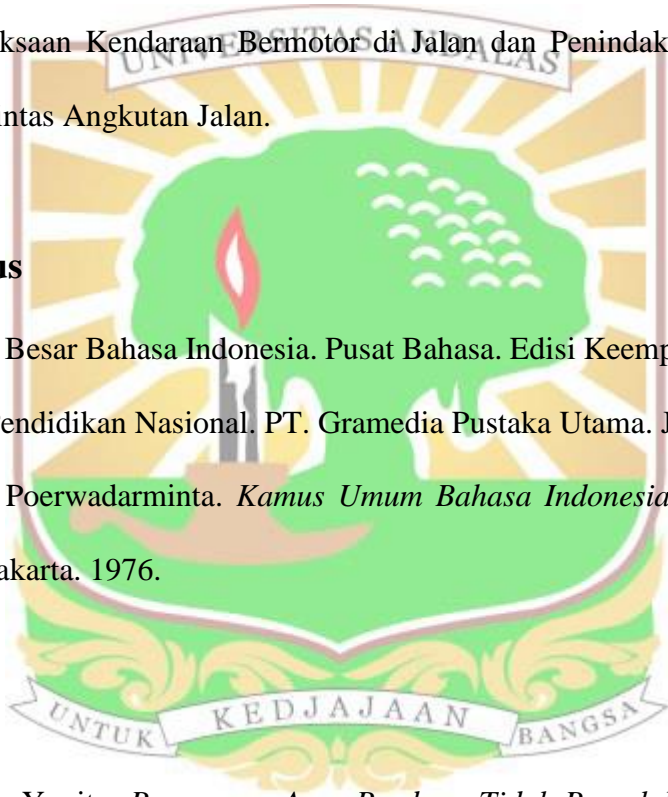 ksaan Kendaraan Bermotor di Jalan dan Penindak
UNIVERSITAS ANDALAS
ntas Angkutan Jalan.
us
Besar Bahasa Indonesia. Pusat Bahasa. Edisi Keemp
endidikan Nasional. PT. Gramedia Pustaka Utama. J
Poerwadarminta. Kamus Umum Bahasa Indonesia
akarta. 1976.
UNTUK KEDJAJAAN BANGSA